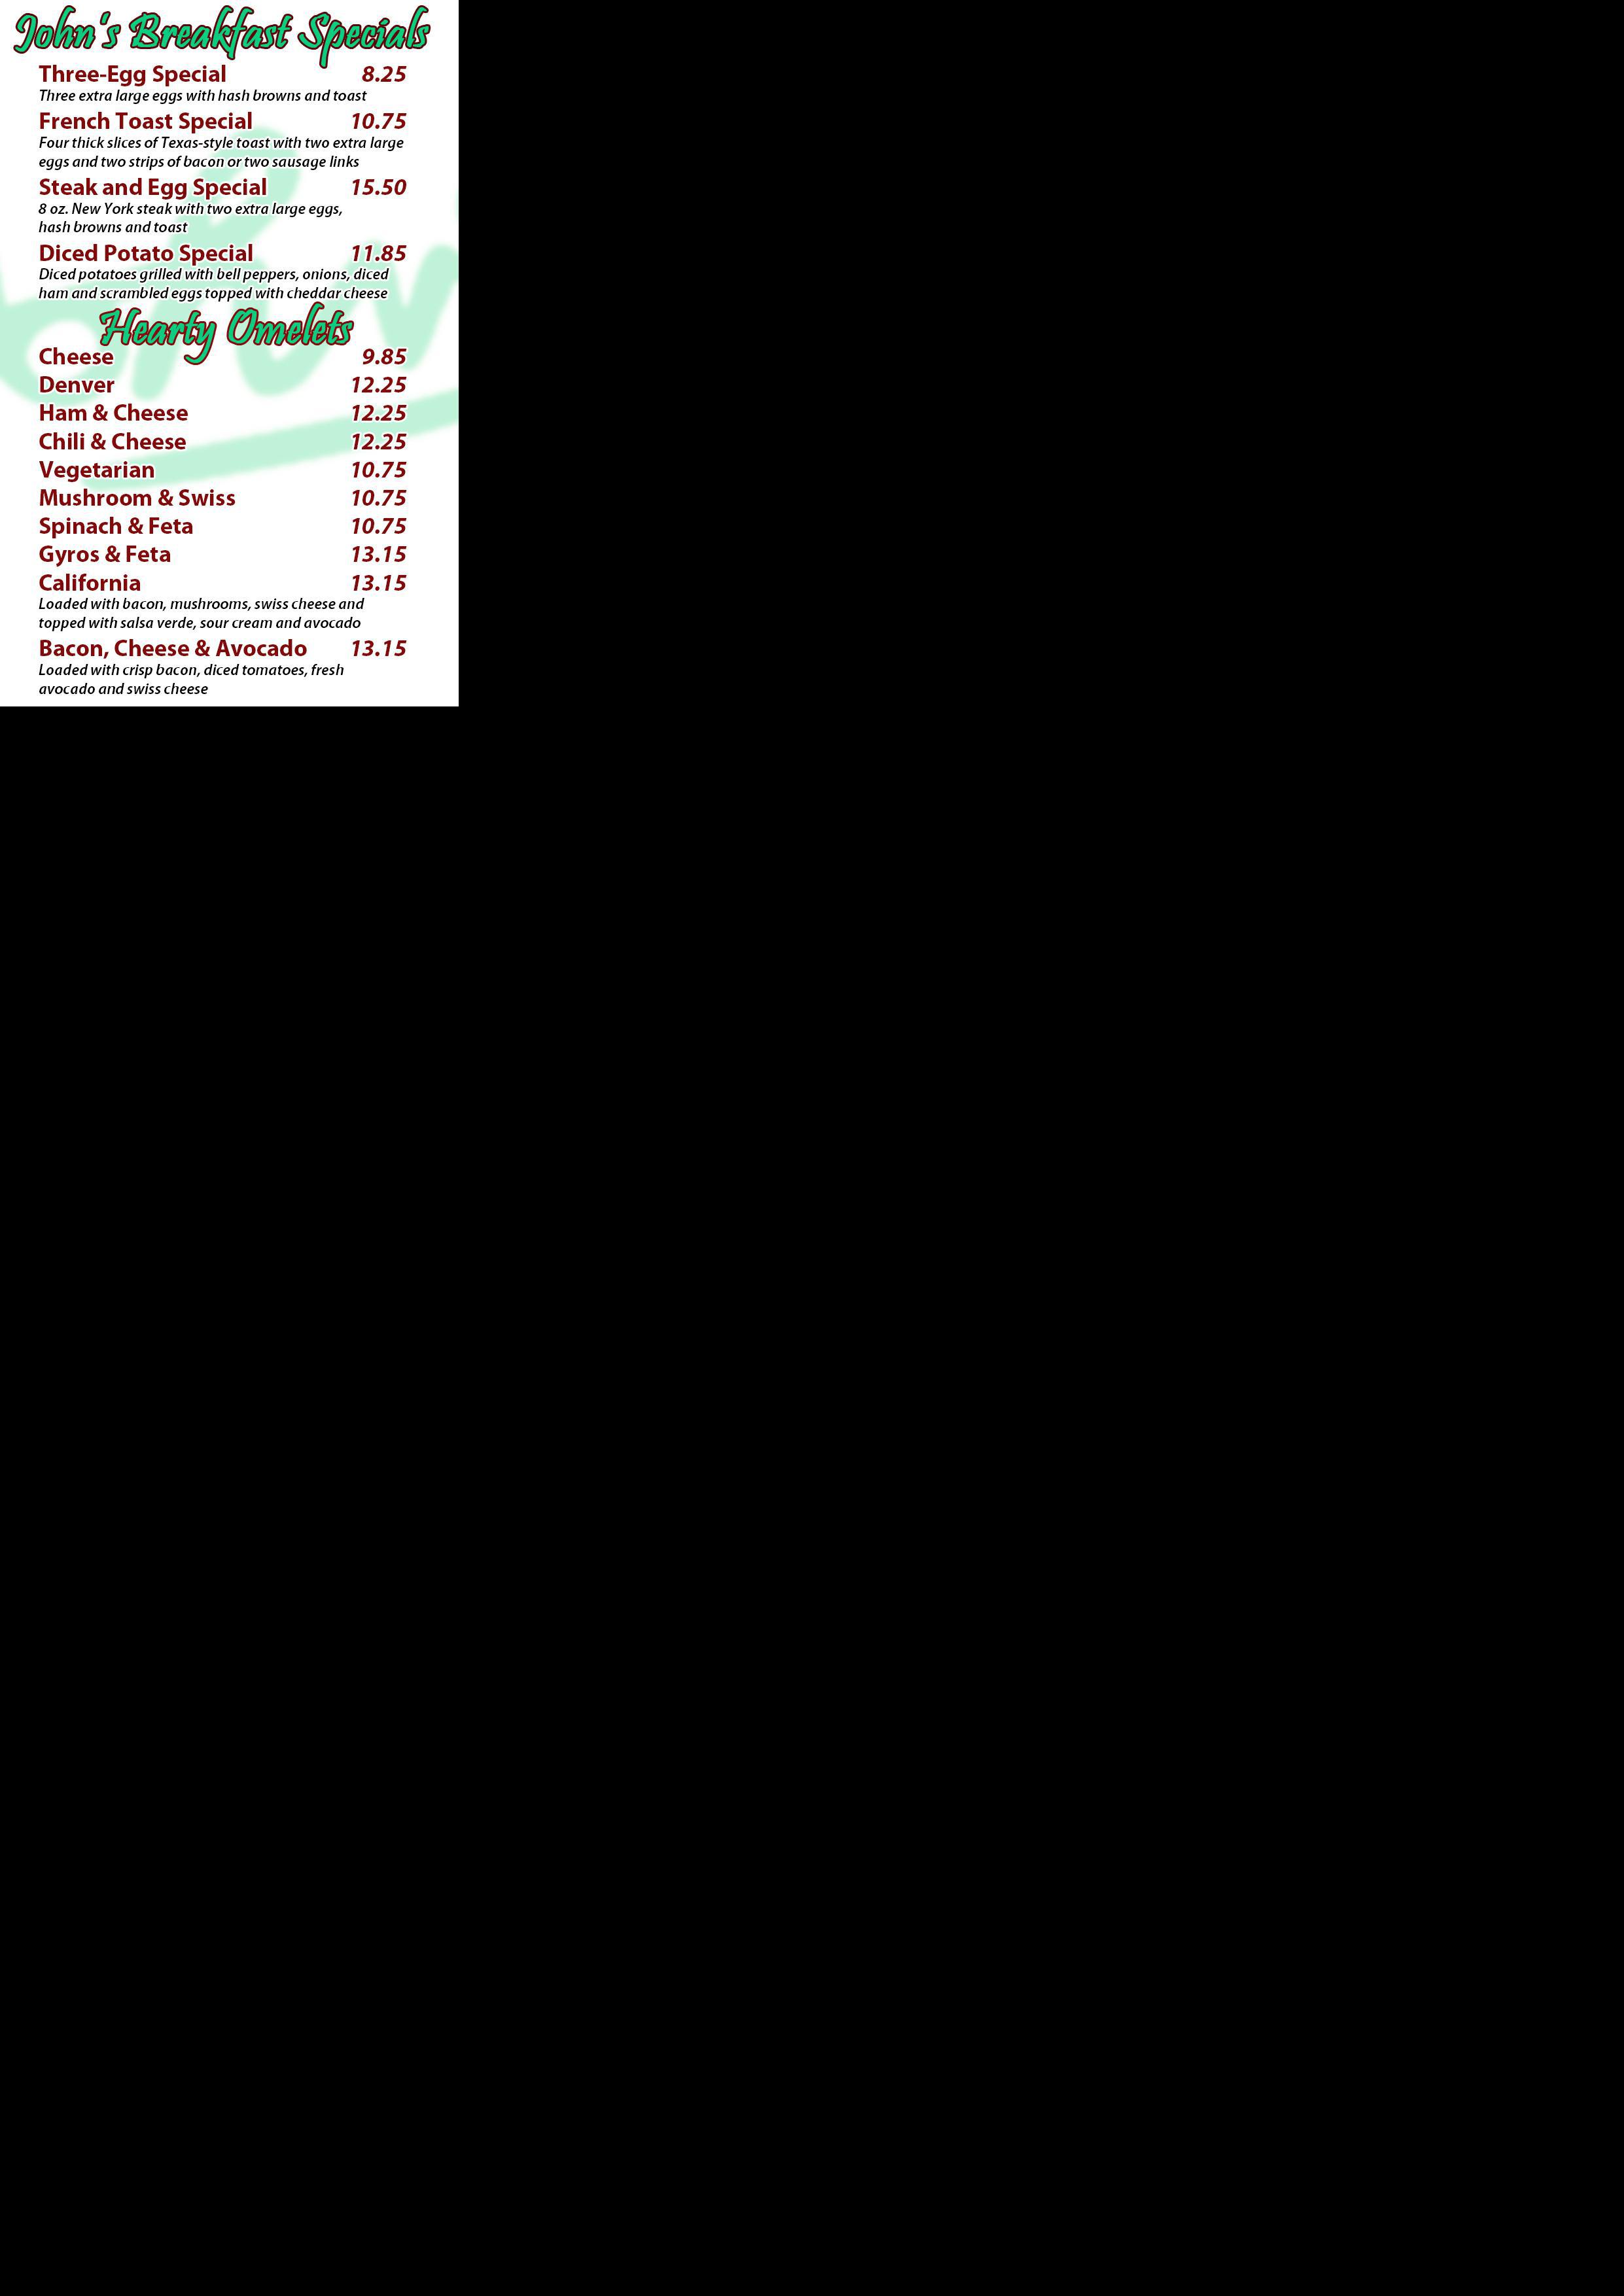 John's Breakfast Specials
Three-Egg Special 8.25
Three extra large eggs with hash browns and toast
French Toast Special 10.75
Four thick slices of Texas-style toast with two extra large
eggs and two strips of bacon or two sausage links
Steak and Egg Special 15.50
8 oz. New York steak with two extra large eggs,
hash browns and toast
Diced Potato Special 11.85
Diced potatoes grilled with bell peppers, onions, diced
ham and scrambled eggs topped with cheddar cheese
Hearty Omelets
Cheese 9.85
Denver 12.25
Ham & Cheese 12.25
Chili & Cheese 12.25
Vegetarian 10.75
Mushroom & Swiss 10.75
Spinach & Feta 10.75
Gyros & Feta 13.15
California 13.15
Loaded with bacon, mushrooms, swiss cheese and
topped with salsa verde, sour cream and avocado
Bacon, Cheese & Avocado 13.15
Loaded with crisp bacon, diced tomatoes, fresh
avocado and swiss cheese